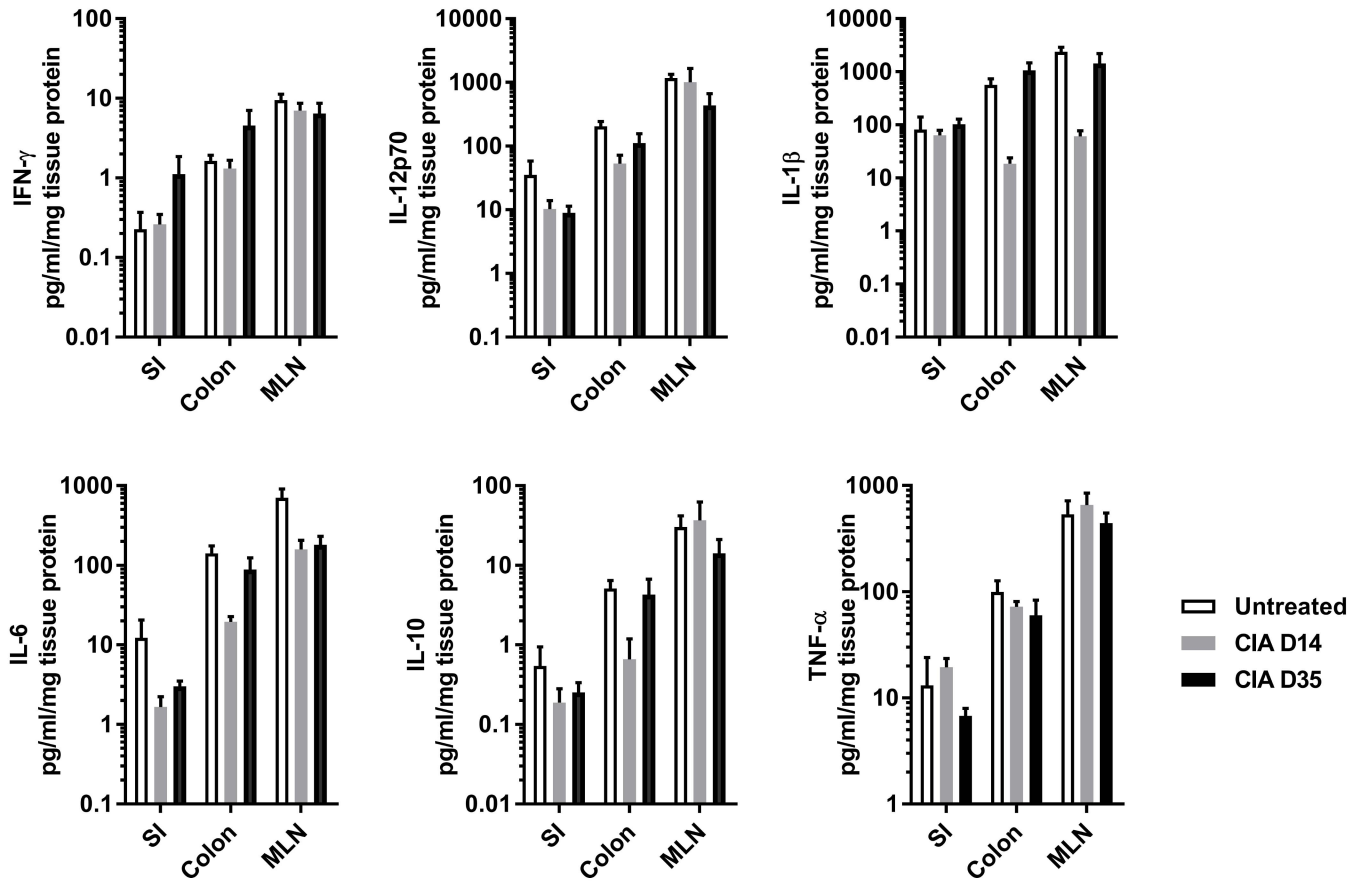 IFN-γ
pg/ml/mg tissue protein
100
10
1
0.1
0.01
SI
Colon
MLN
IL-12p70
pg/ml/mg tissue protein
10000
1000
100
10
1
0.1
SI
Colon
MLN
IL-1β
pg/ml/mg tissue protein
10000
1000
100
10
1
0.1
0.01
SI
Colon
MLN
IL-6
pg/ml/mg tissue protein
1000
100
10
1
0.1
SI
Colon
MLN
IL-10
pg/ml/mg tissue protein
100
10
1
0.1
0.01
SI
Colon
MLN
TNF-α
pg/ml/mg tissue protein
1000
100
10
1
SI
Colon
MLN
Untreated
CIA D14
CIA D35